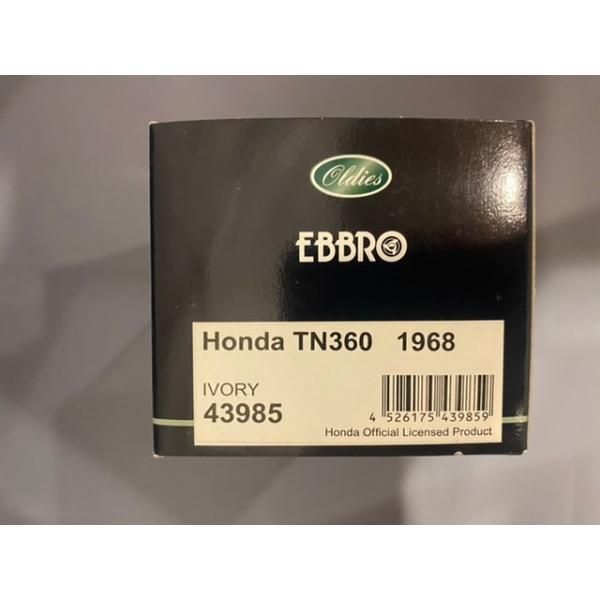 Oldies
EBBRO
Honda TN360 1968
IVORY
43985
4 526175 439859
Honda Official Licensed Product